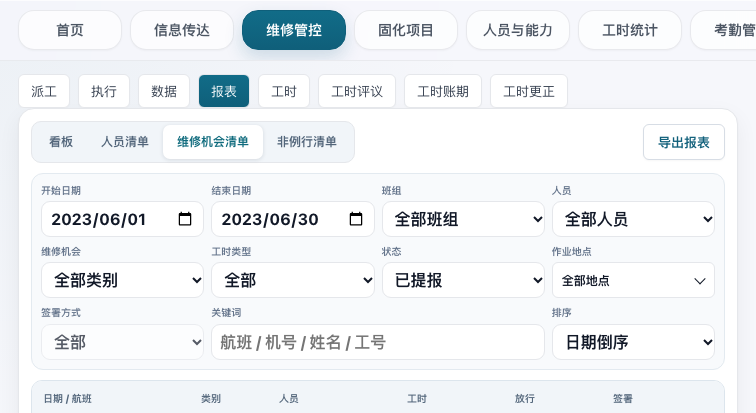 首页 信息传达 维修管控 固化项目 人员与能力 工时统计 考勤管
派工 执行 数据 报表 工时 工时评议 工时账期 工时更正
看板 人员清单 维修机会清单 非例行清单 导出报表
开始日期 结束日期 班组 人员
2023/06/01 2023/06/30 全部班组 全部人员
维修机会 工时类型 状态 作业地点
全部类别 全部 已提报 全部地点
签署方式 关键词 排序
全部 航班 / 机号 / 姓名 / 工号 日期倒序
日期 / 航班 类别 人员 工时 放行 签署